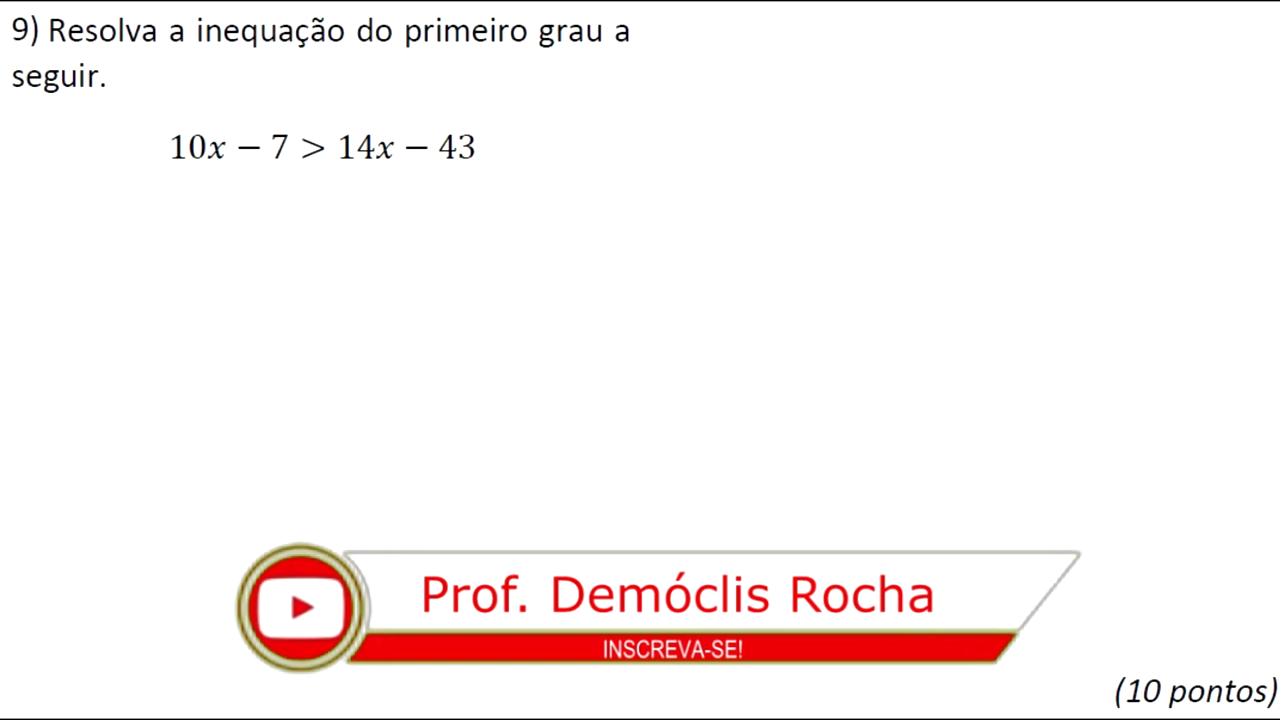 9) Resolva a inequação do primeiro grau a
seguir.
10x − 7 > 14x − 43
Prof. Demóclis Rocha
INSCREVA-SE!
(10 pontos)